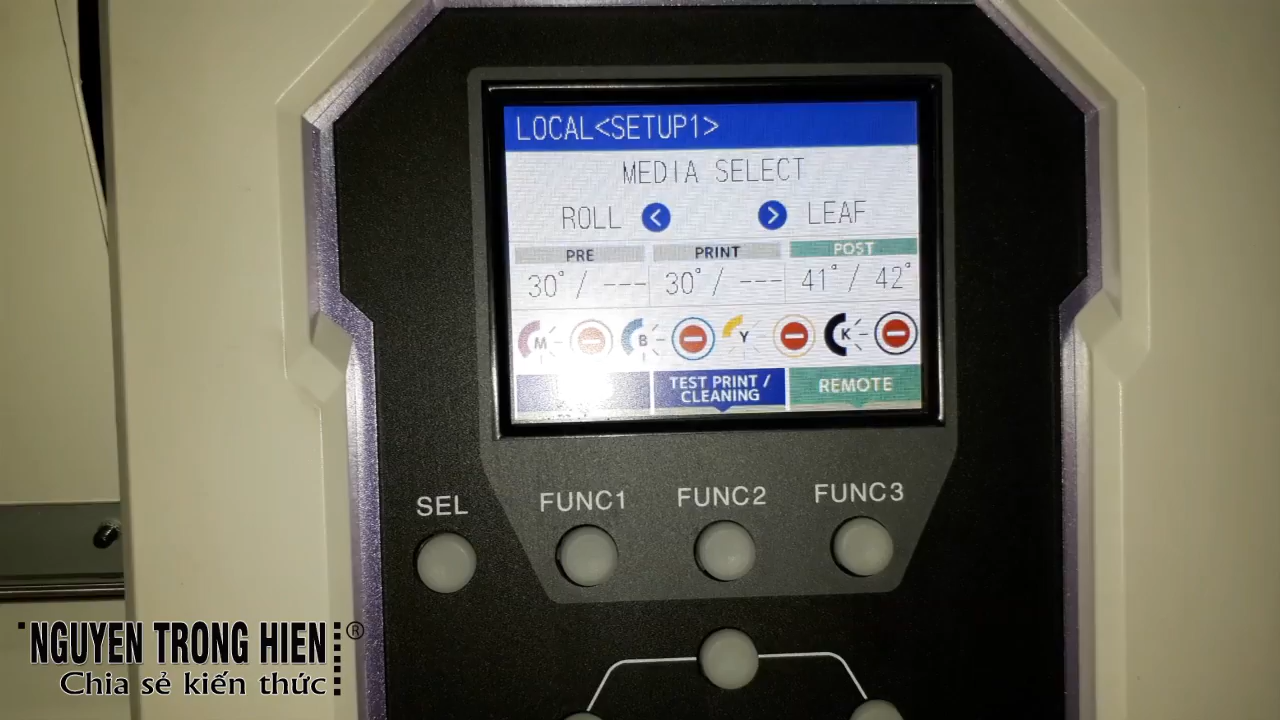 LOCAL<SETUP1>
MEDIA SELECT
ROLL < > LEAF
PRE PRINT POST
30°/ --- 30°/ --- 41°/ 42°
M B Y K
TEST PRINT /
CLEANING
REMOTE
SEL FUNC1 FUNC2 FUNC3
NGUYEN TRONG HIEN®
Chia sẻ kiến thức